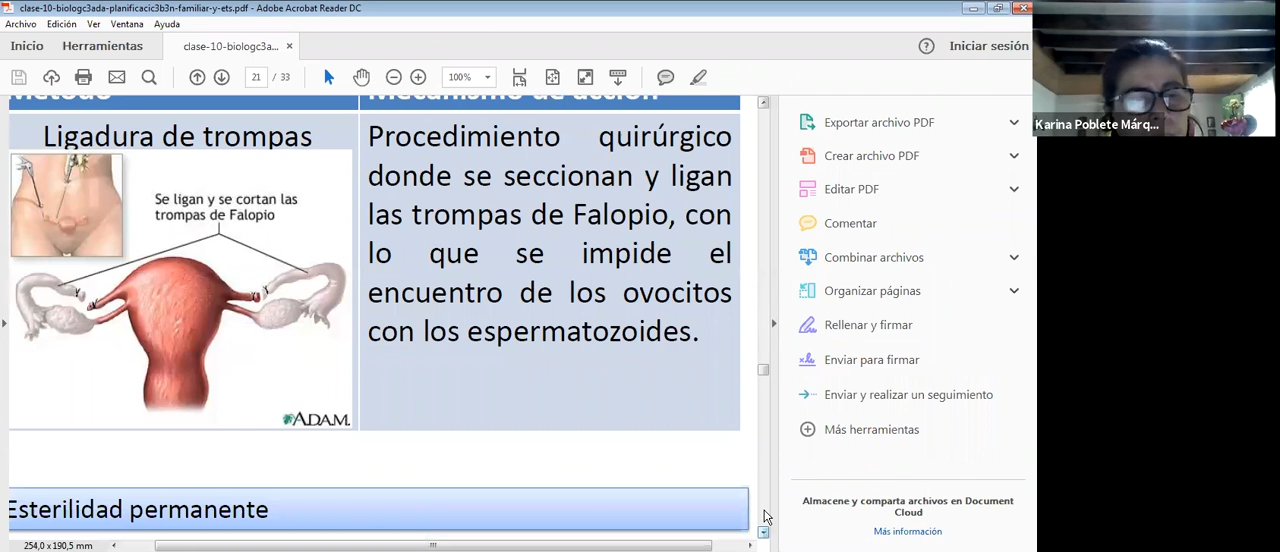 clase-10-biologc3ada-planificacic3b3n-familiar-y-ets.pdf - Adobe Acrobat Reader DC
Archivo Edición Ver Ventana Ayuda
Inicio Herramientas clase-10-biologc3a... × Iniciar sesión
21 / 33 100%
Método Mecanismo de acción
Ligadura de trompas
Se ligan y se cortan las
trompas de Falopio
ADAM.
Procedimiento quirúrgico
donde se seccionan y ligan
las trompas de Falopio, con
lo que se impide el
encuentro de los ovocitos
con los espermatozoides.
Esterilidad permanente
254,0 x 190,5 mm
Exportar archivo PDF
Crear archivo PDF
Editar PDF
Comentar
Combinar archivos
Organizar páginas
Rellenar y firmar
Enviar para firmar
Enviar y realizar un seguimiento
Más herramientas
Almacene y comparta archivos en Document
Cloud
Más información
Karina Poblete Márq...